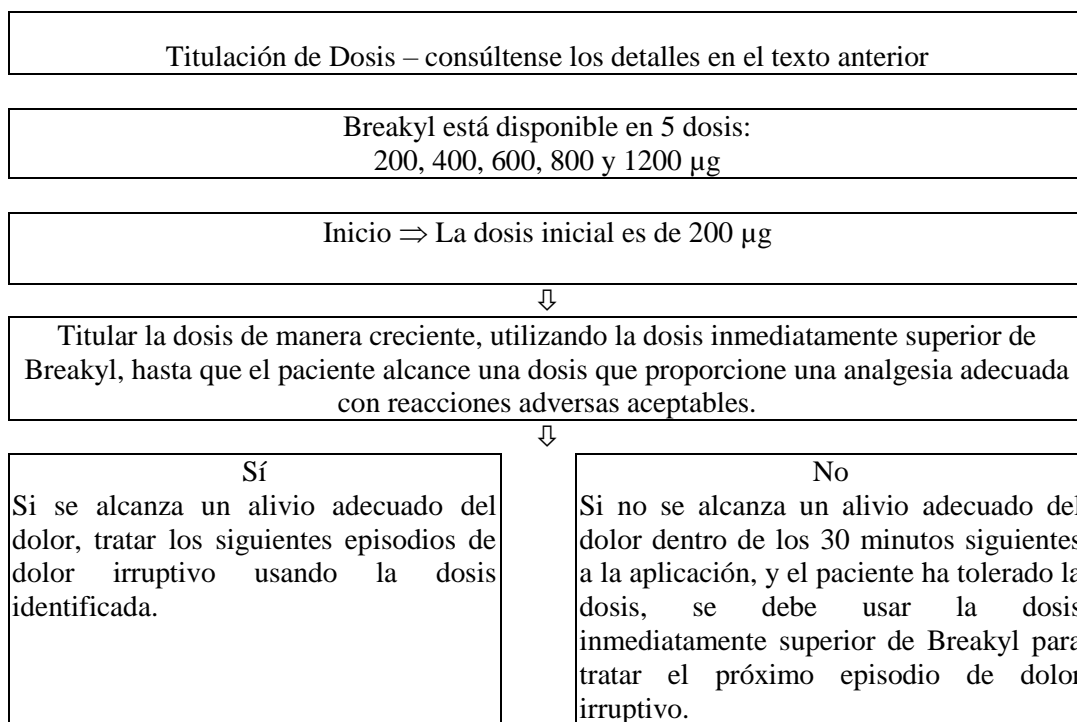 Titulación de Dosis – consúltense los detalles en el texto anterior
Breakyl está disponible en 5 dosis:
200, 400, 600, 800 y 1200 µg
Inicio ⇒ La dosis inicial es de 200 µg
⇩
Titular la dosis de manera creciente, utilizando la dosis inmediatamente superior de
Breakyl, hasta que el paciente alcance una dosis que proporcione una analgesia adecuada
con reacciones adversas aceptables.
⇩
Sí
Si se alcanza un alivio adecuado del
dolor, tratar los siguientes episodios de
dolor irruptivo usando la dosis
identificada.
No
Si no se alcanza un alivio adecuado del
dolor dentro de los 30 minutos siguientes
a la aplicación, y el paciente ha tolerado la
dosis, se debe usar la dosis
inmediatamente superior de Breakyl para
tratar el próximo episodio de dolor
irruptivo.